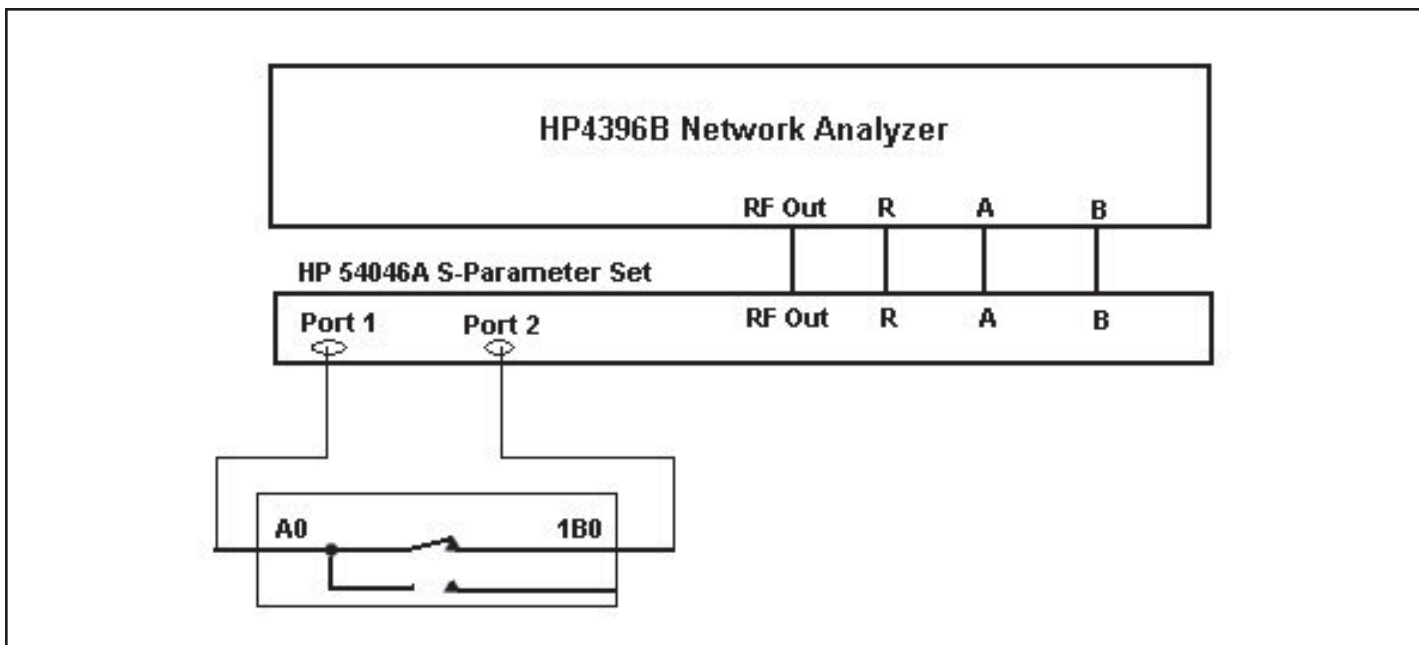 HP4396B Network Analyzer
RF Out R A B
HP 54046A S-Parameter Set
Port 1 Port 2 RF Out R A B
A0 1B0